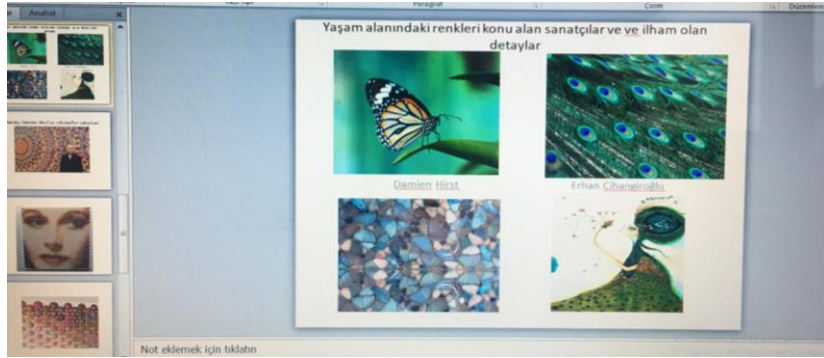 Anahat
Paragraf
Çizim
Düzenlem
Yaşam alanındaki renkleri konu alan sanatçılar ve ve ilham olan
detaylar
Damien Hirst
Erhan Cihangiroğlu
Not eklemek için tıklatın